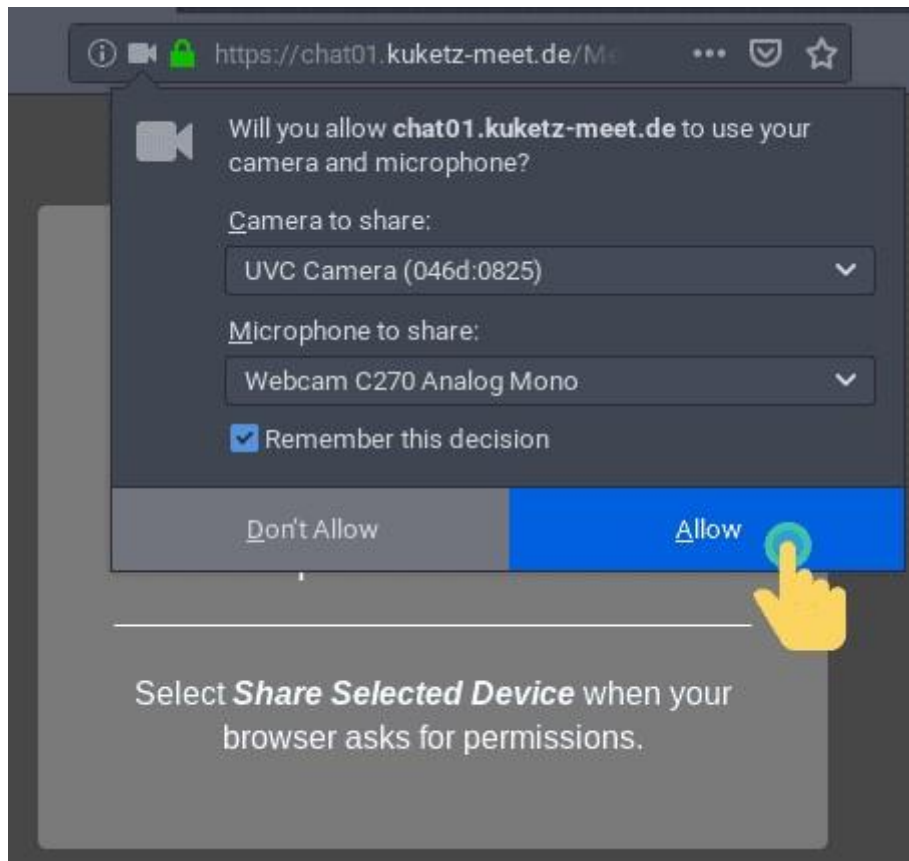 https://chat01.kuketz-meet.de/M
Will you allow chat01.kuketz-meet.de to use your
camera and microphone?
Camera to share:
UVC Camera (046d:0825)
Microphone to share:
Webcam C270 Analog Mono
Remember this decision
Don't Allow
Allow
Select Share Selected Device when your
browser asks for permissions.